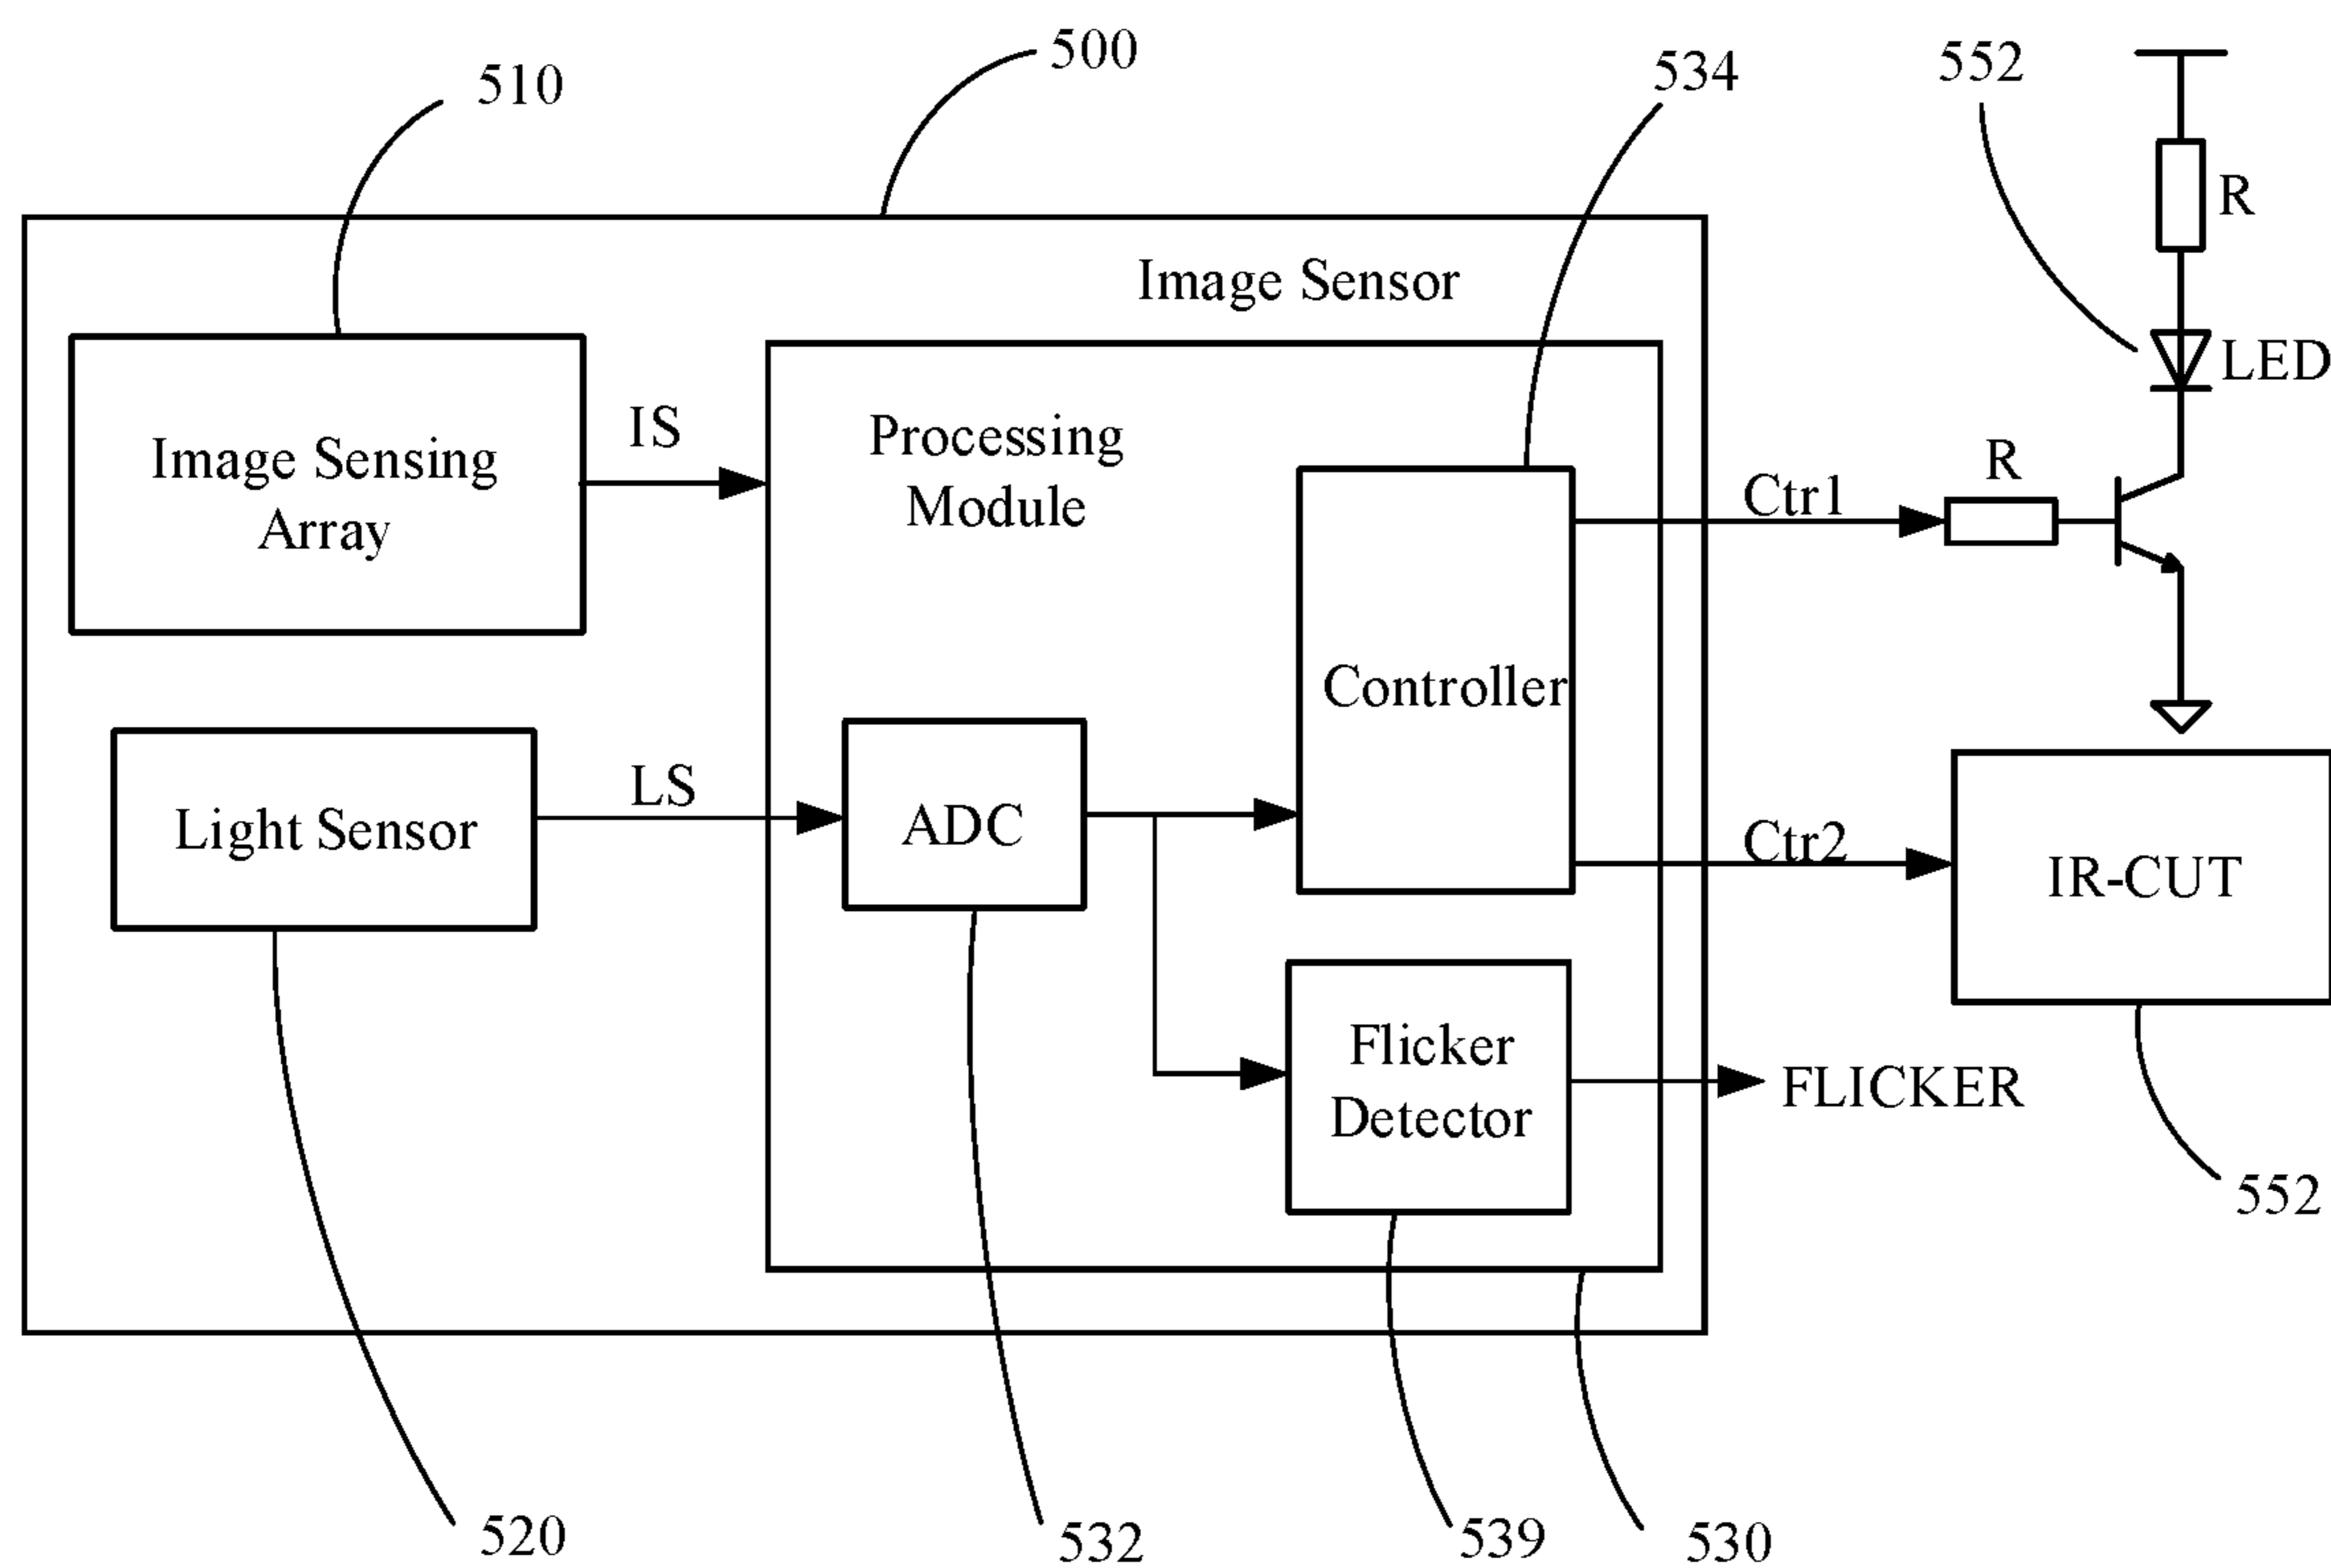 500
510
534
552
R
Image Sensor
LED
Image Sensing
Array
IS
Processing
Module
R
Ctr1
Controller
Light Sensor
LS
ADC
Ctr2
IR-CUT
Flicker
Detector
FLICKER
552
520
532
539
530